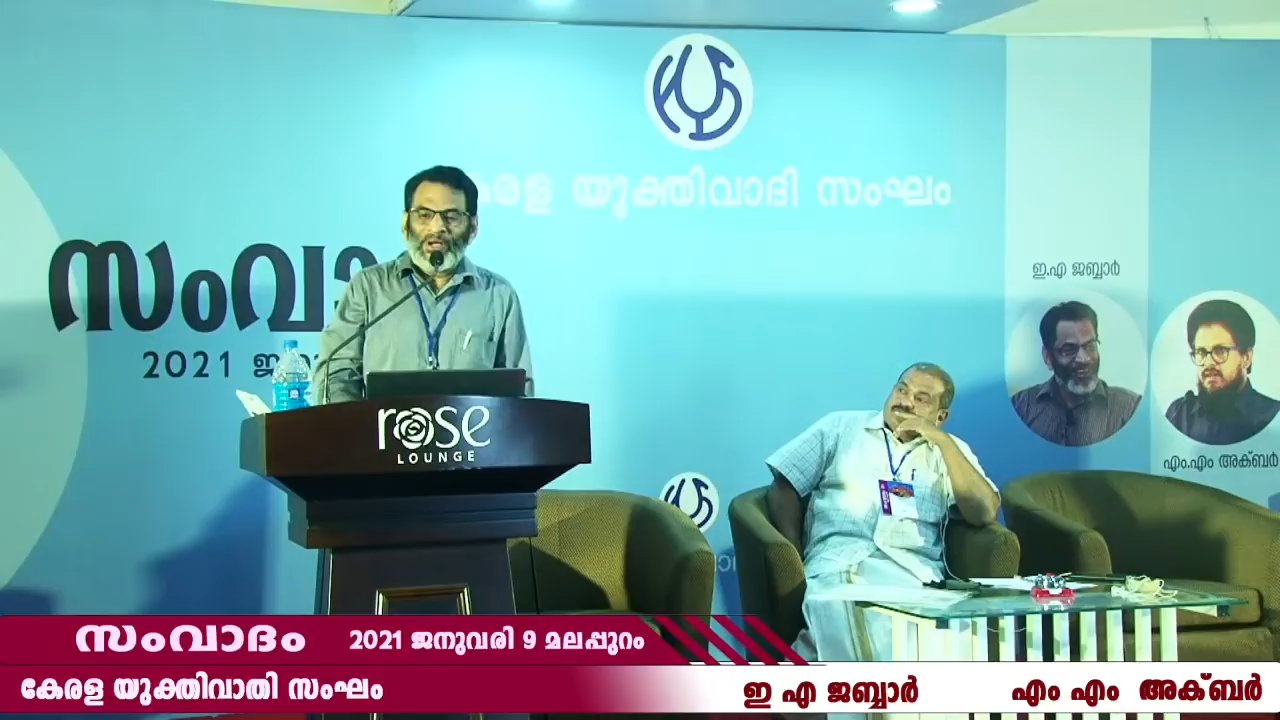 കേരള യുക്തിവാദി സംഘം
സംവാ
2021
ഇ.എ ജബ്ബാർ
എം.എം അക്ബർ
rose
LOUNGE
സംവാദം 2021 ജനുവരി 9 മലപ്പുറം
കേരള യുക്തിവാതി സംഘം
ഇ എ ജബ്ബാർ
എം എം അക്ബർ